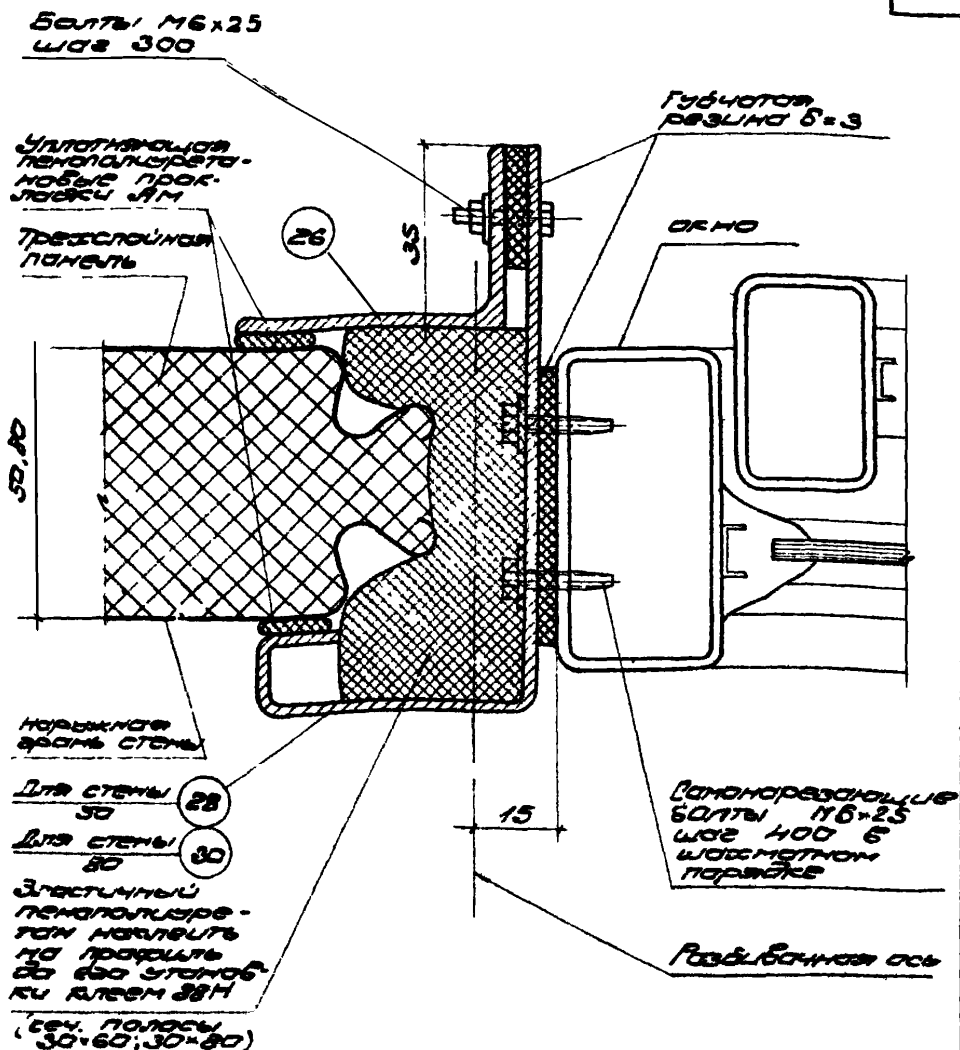 Болты М6×25
шаг 300
Губчатая
резина б=3
Уплотняющая
пенополиурета-
новые прок-
ладки ЯМ
Трехслойная
панель
26
35
окно
50,80
наружная
грань стены
Для стены
50
28
Для стены
80
30
15
Самонарезающие
болты М6×25
шаг 400 в
шахматном
порядке
Эластичный
пенополиуре-
тан наклеить
на профиль
до его установ-
ки клеем 88Н
(сеч. полосы
30×60; 30×80)
Разбивочная ось